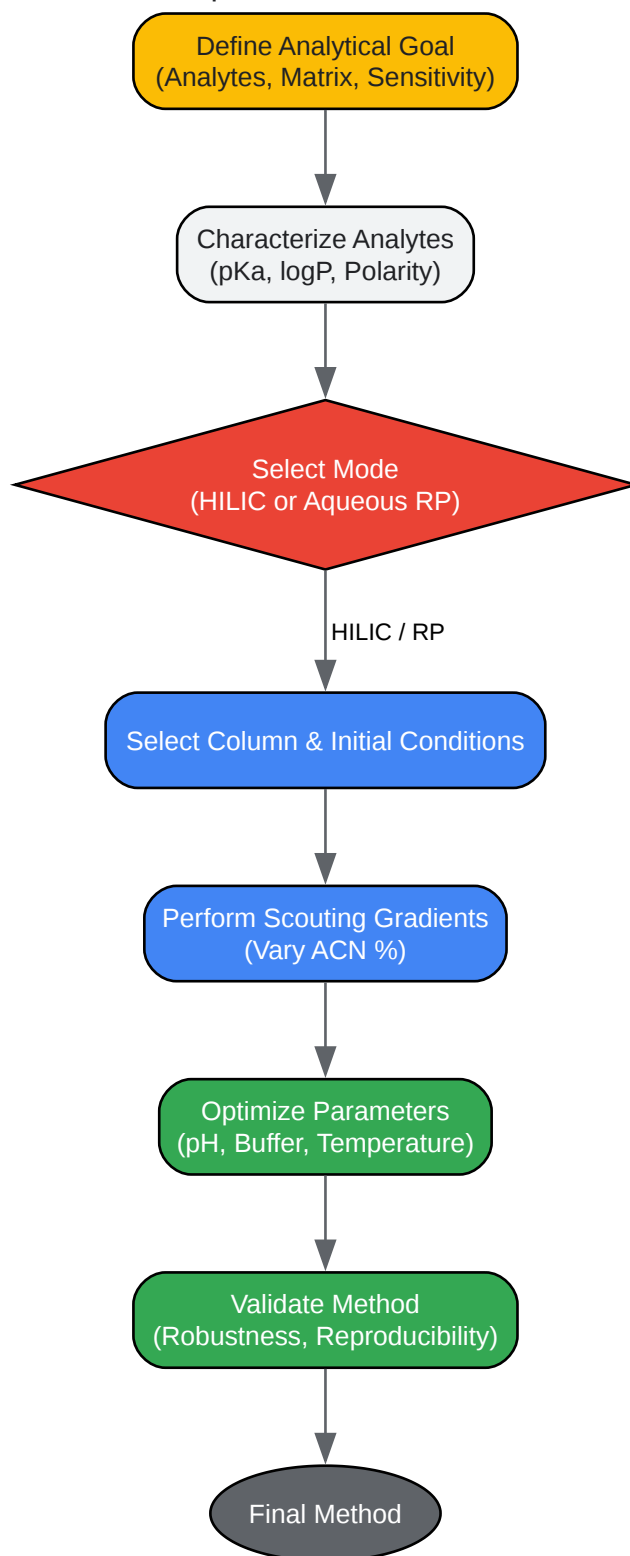 Define Analytical Goal
(Analytes, Matrix, Sensitivity)
Characterize Analytes
(pKa, logP, Polarity)
Select Mode
(HILIC or Aqueous RP)
HILIC / RP
Select Column & Initial Conditions
Perform Scouting Gradients
(Vary ACN %)
Optimize Parameters
(pH, Buffer, Temperature)
Validate Method
(Robustness, Reproducibility)
Final Method